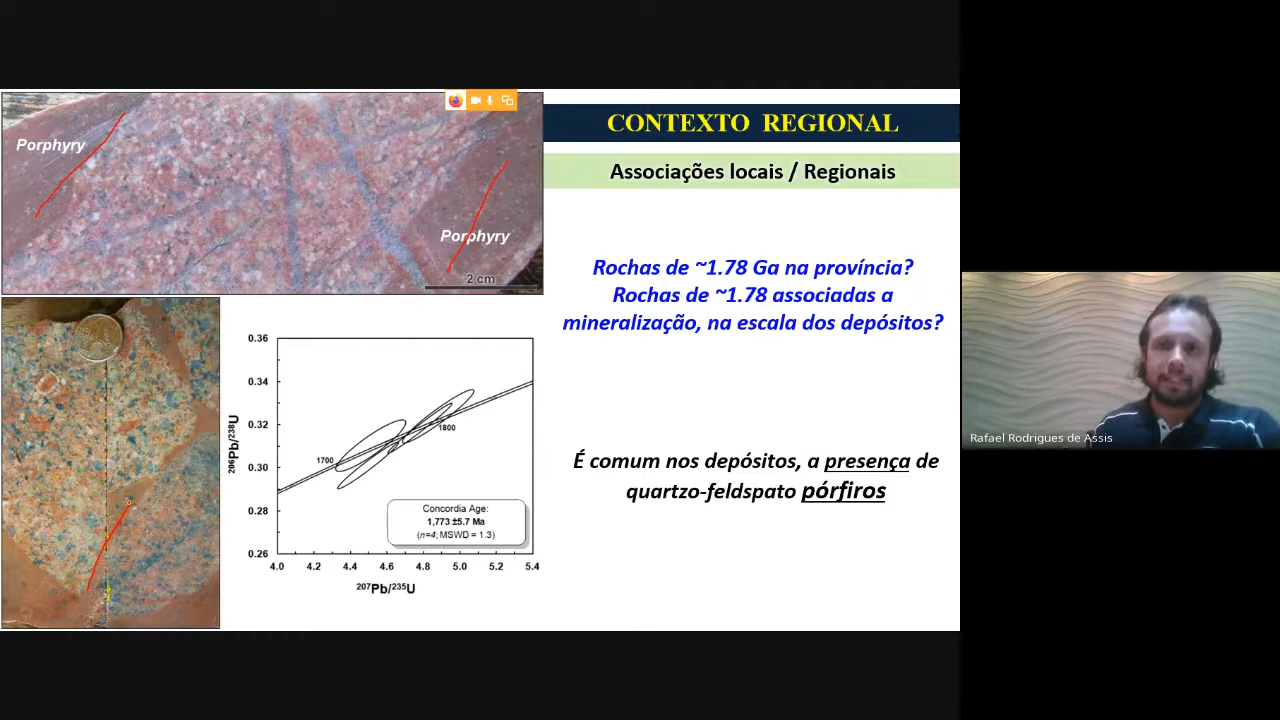 Porphyry
Porphyry
2 cm
CONTEXTO REGIONAL
Associações locais / Regionais
Rochas de ~1.78 Ga na província?
Rochas de ~1.78 associadas a
mineralização, na escala dos depósitos?
É comum nos depósitos, a presença de
quartzo-feldspato pórfiros
0.36
0.34
0.32
0.30
0.28
0.26
²⁰⁶Pb/²³⁸U
1700
1800
Concordia Age:
1,773 ±5.7 Ma
(n=4; MSWD = 1.3)
4.0 4.2 4.4 4.6 4.8 5.0 5.2 5.4
²⁰⁷Pb/²³⁵U
Rafael Rodrigues de Assis